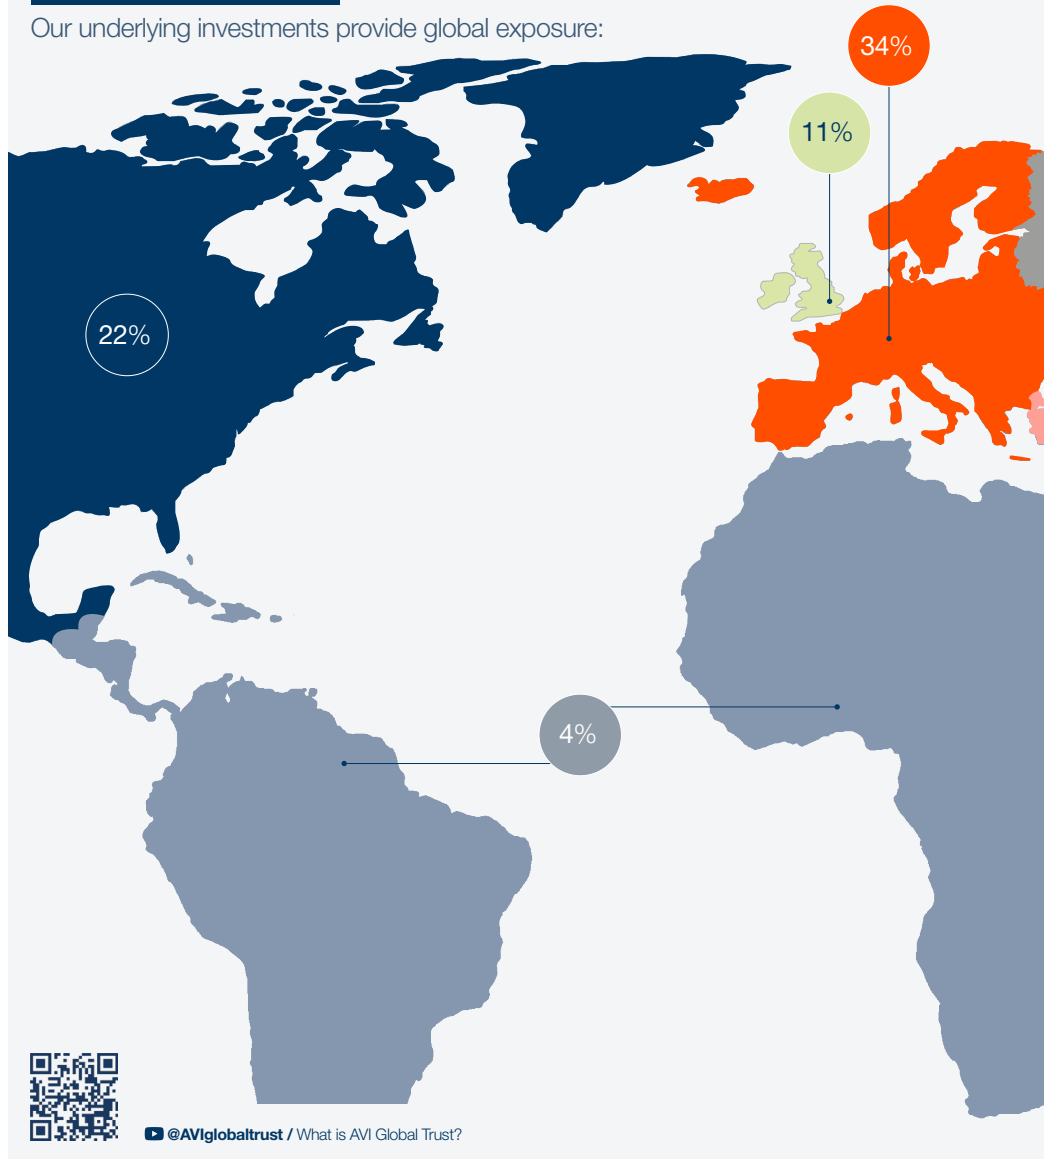 Our underlying investments provide global exposure:
34%
11%
22%
4%
@AVIglobaltrust / What is AVI Global Trust?